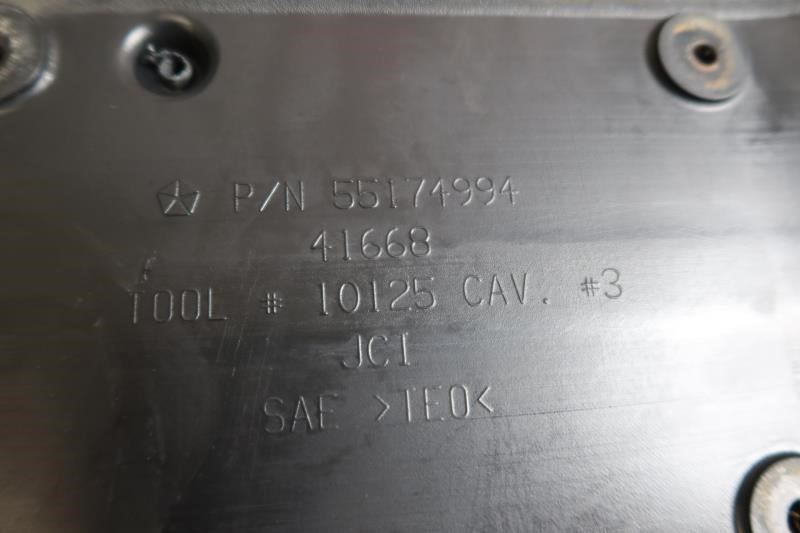 P/N 55174994
41668
TOOL # 10125 CAV. #3
JCI
SAE >TEO<